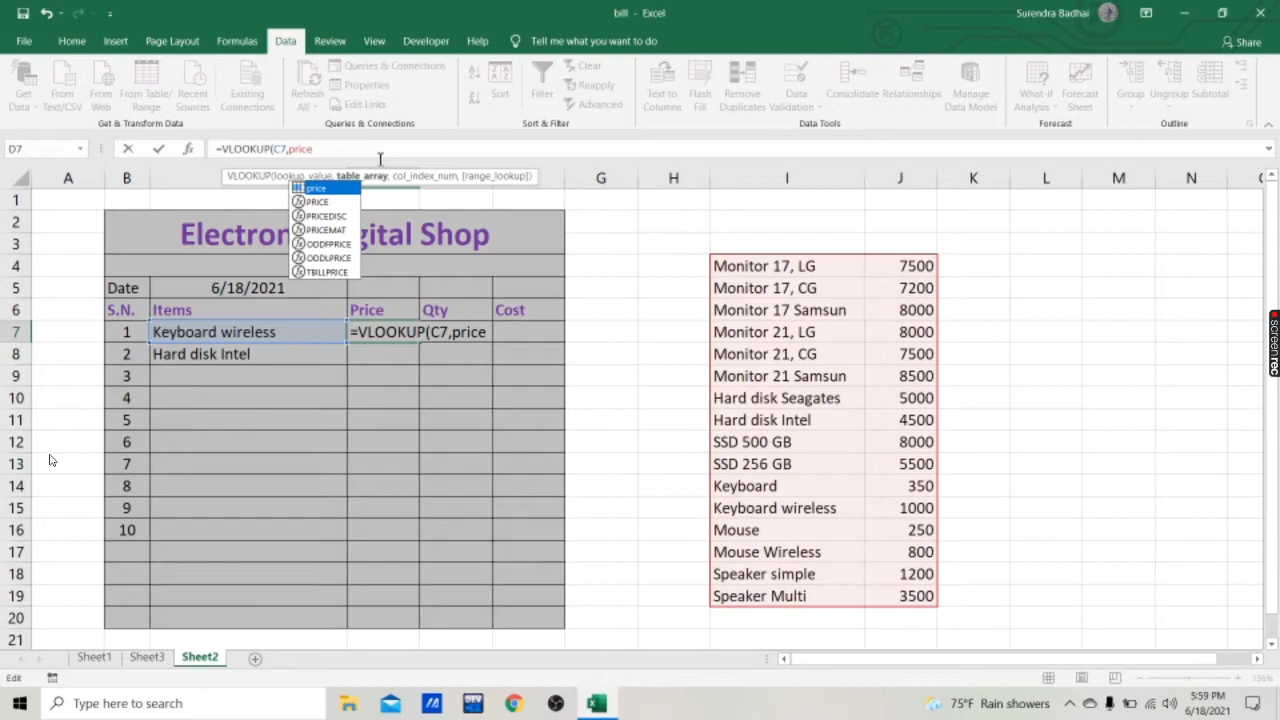 bill - Excel
Surendra Badhai
File Home Insert Page Layout Formulas Data Review View Developer Help Tell me what you want to do Share
Get Data From Text/CSV From Web From Table/Range Recent Sources Existing Connections
Get & Transform Data
Refresh All Queries & Connections Properties Edit Links
Queries & Connections
Sort Filter Clear Reapply Advanced
Sort & Filter
Text to Columns Flash Fill Remove Duplicates Data Validation Consolidate Relationships Manage Data Model
Data Tools
What-If Analysis Forecast Sheet
Forecast
Group Ungroup Subtotal
Outline
D7 =VLOOKUP(C7,price
VLOOKUP(lookup_value, table_array, col_index_num, [range_lookup])
A B G H I J K L M N
price
PRICE
PRICEDISC
PRICEMAT
ODDFPRICE
ODDLPRICE
TBILLPRICE
1
2
3
4 Monitor 17, LG 7500
5 Date 6/18/2021 Monitor 17, CG 7200
6 S.N. Items Price Qty Cost Monitor 17 Samsun 8000
7 1 Keyboard wireless =VLOOKUP(C7,price Monitor 21, LG 8000
8 2 Hard disk Intel Monitor 21, CG 7500
9 3 Monitor 21 Samsun 8500
10 4 Hard disk Seagates 5000
11 5 Hard disk Intel 4500
12 6 SSD 500 GB 8000
13 7 SSD 256 GB 5500
14 8 Keyboard 350
15 9 Keyboard wireless 1000
16 10 Mouse 250
17 Mouse Wireless 800
18 Speaker simple 1200
19 Speaker Multi 3500
20
21
Sheet1 Sheet3 Sheet2
Edit 106%
Type here to search
75°F Rain showers
5:59 PM
6/18/2021
screenrec